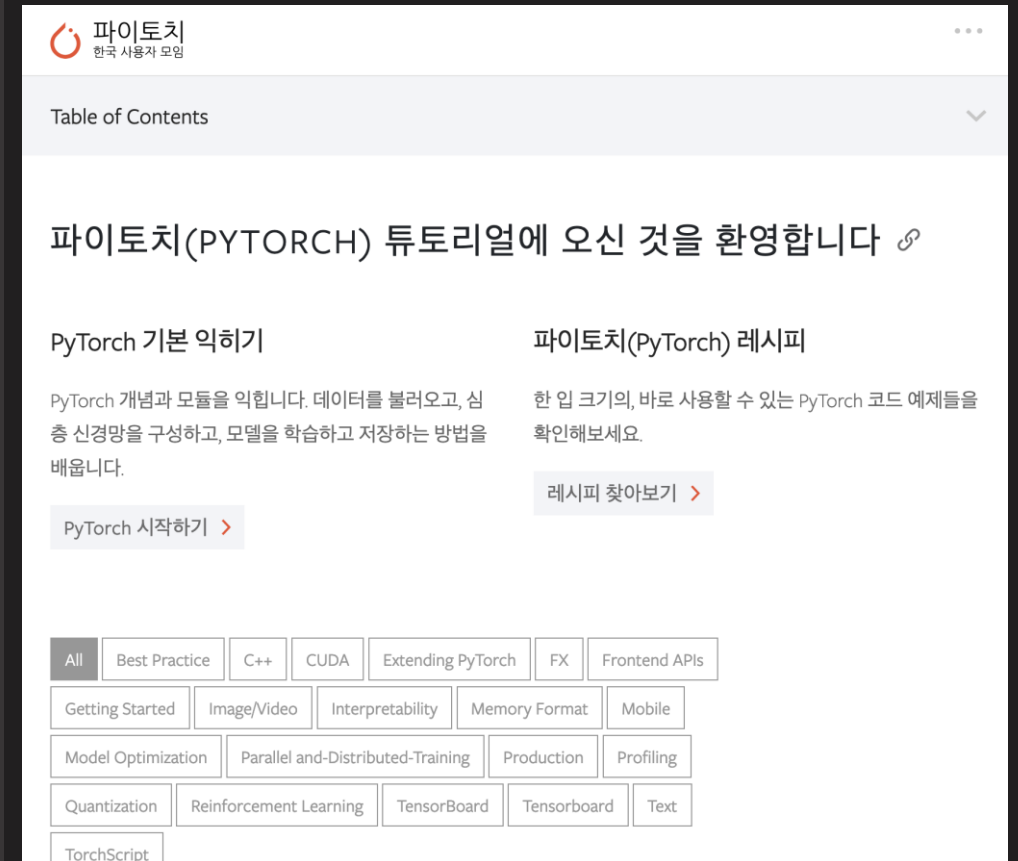 파이토치
한국 사용자 모임
Table of Contents
파이토치(PYTORCH) 튜토리얼에 오신 것을 환영합니다
PyTorch 기본 익히기
PyTorch 개념과 모듈을 익힙니다. 데이터를 불러오고, 심
층 신경망을 구성하고, 모델을 학습하고 저장하는 방법을
배웁니다.
PyTorch 시작하기
파이토치(PyTorch) 레시피
한 입 크기의, 바로 사용할 수 있는 PyTorch 코드 예제들을
확인해보세요.
레시피 찾아보기
All Best Practice C++ CUDA Extending PyTorch FX Frontend APIs
Getting Started Image/Video Interpretability Memory Format Mobile
Model Optimization Parallel and-Distributed-Training Production Profiling
Quantization Reinforcement Learning TensorBoard Tensorboard Text
TorchScript